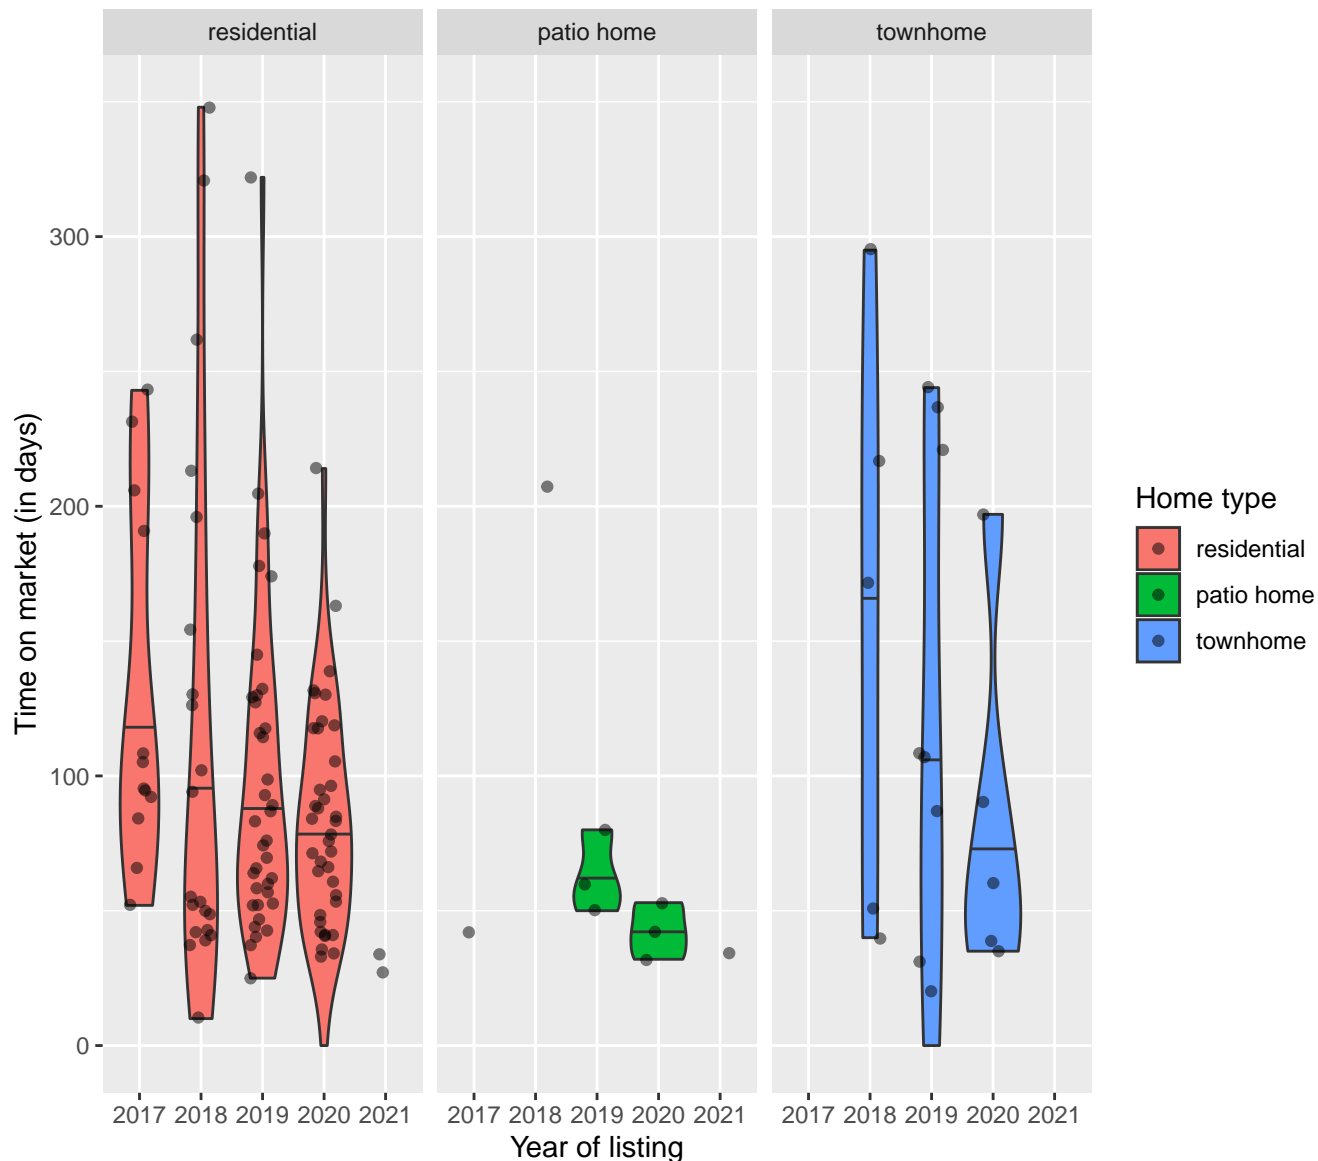 residential patio home townhome
300
200
100
0
Time on market (in days)
2017 2018 2019 2020 2021 2017 2018 2019 2020 2021 2017 2018 2019 2020 2021
Year of listing
Home type
residential
patio home
townhome